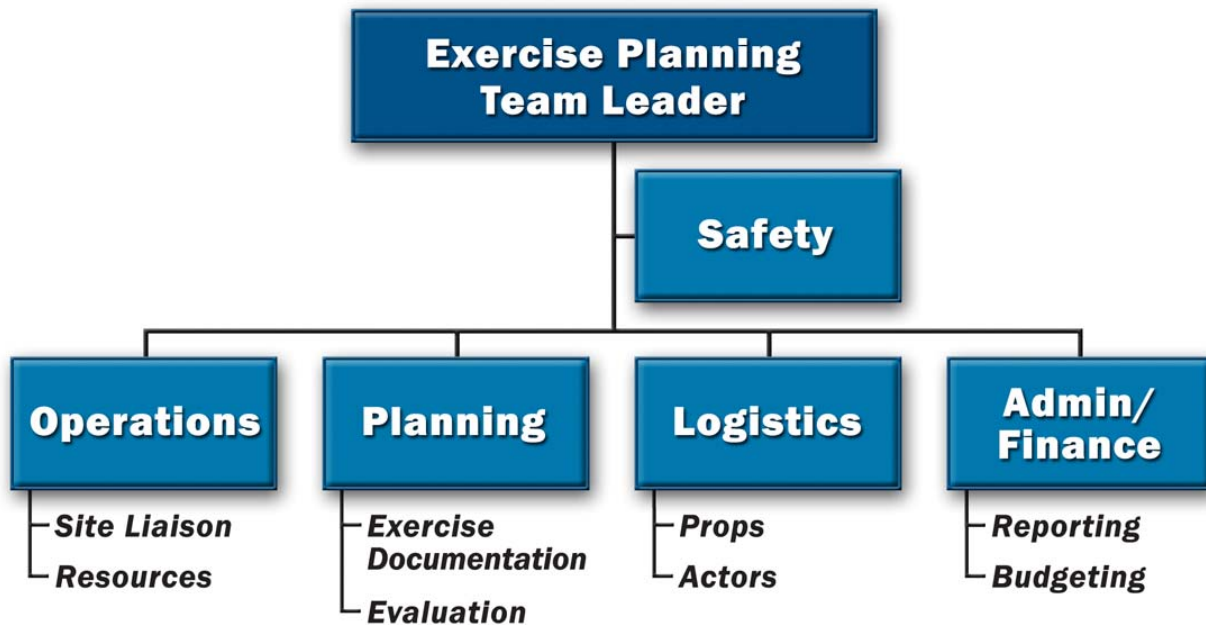 Exercise Planning
Team Leader
Safety
Operations
Site Liaison
Resources
Planning
Exercise
Documentation
Evaluation
Logistics
Props
Actors
Admin/
Finance
Reporting
Budgeting